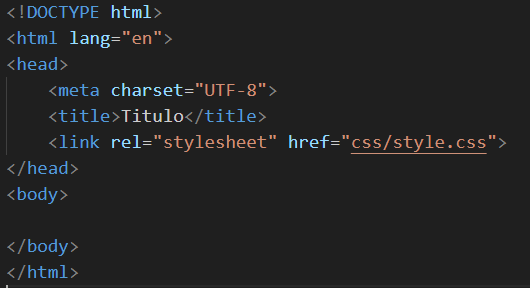 <!DOCTYPE html>
<html lang="en">
<head>
    <meta charset="UTF-8">
    <title>Titulo</title>
    <link rel="stylesheet" href="css/style.css">
</head>
<body>

</body>
</html>